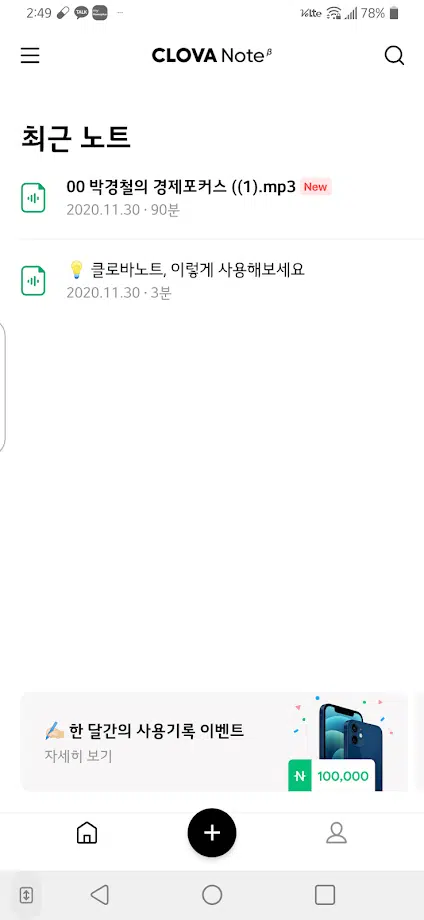 2:49 TALK VoLTE 78%
CLOVA Note β
최근 노트
00 박경철의 경제포커스 ((1).mp3 New
2020.11.30 · 90분
💡 클로바노트, 이렇게 사용해보세요
2020.11.30 · 3분
✍🏻 한 달간의 사용기록 이벤트
자세히 보기
N 100,000